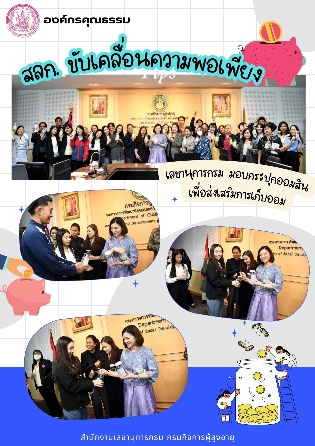 องค์กรคุณธรรม
สลก. ขับเคลื่อนความพอเพียง
เลขานุการกรม มอบกระปุกออมสิน
เพื่อส่งเสริมการเก็บออม
สำนักงานเลขานุการกรม กรมกิจการผู้สูงอายุ